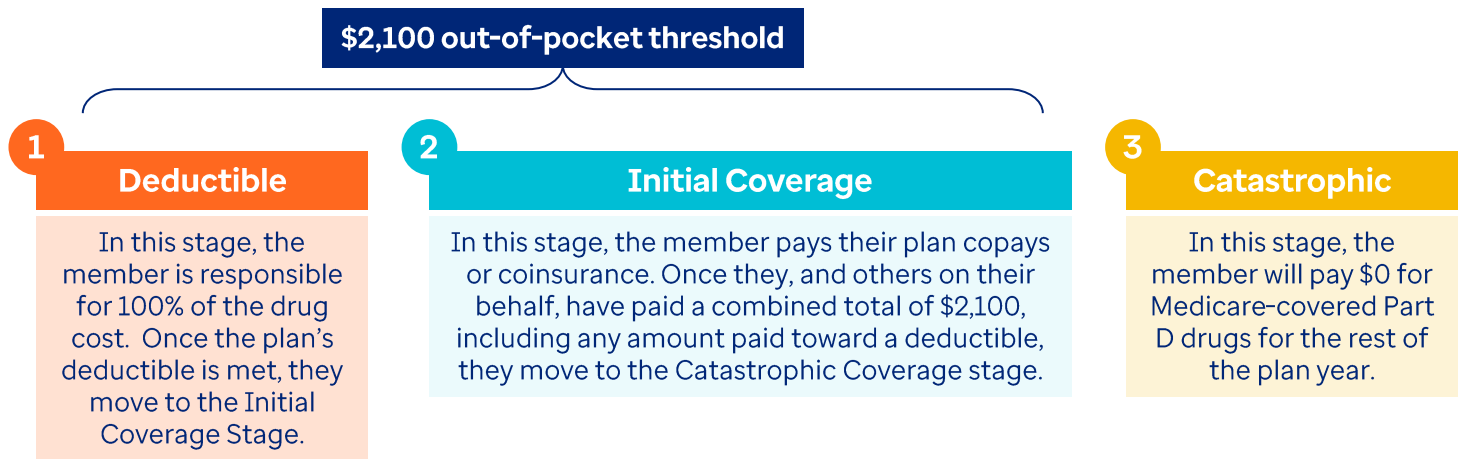 $2,100 out-of-pocket threshold
1
Deductible
In this stage, the
member is responsible
for 100% of the drug
cost.  Once the plan’s
deductible is met, they
move to the Initial
Coverage Stage.
2
Initial Coverage
In this stage, the member pays their plan copays
or coinsurance. Once they, and others on their
behalf, have paid a combined total of $2,100,
including any amount paid toward a deductible,
they move to the Catastrophic Coverage stage.
3
Catastrophic
In this stage, the
member will pay $0 for
Medicare-covered Part
D drugs for the rest of
the plan year.